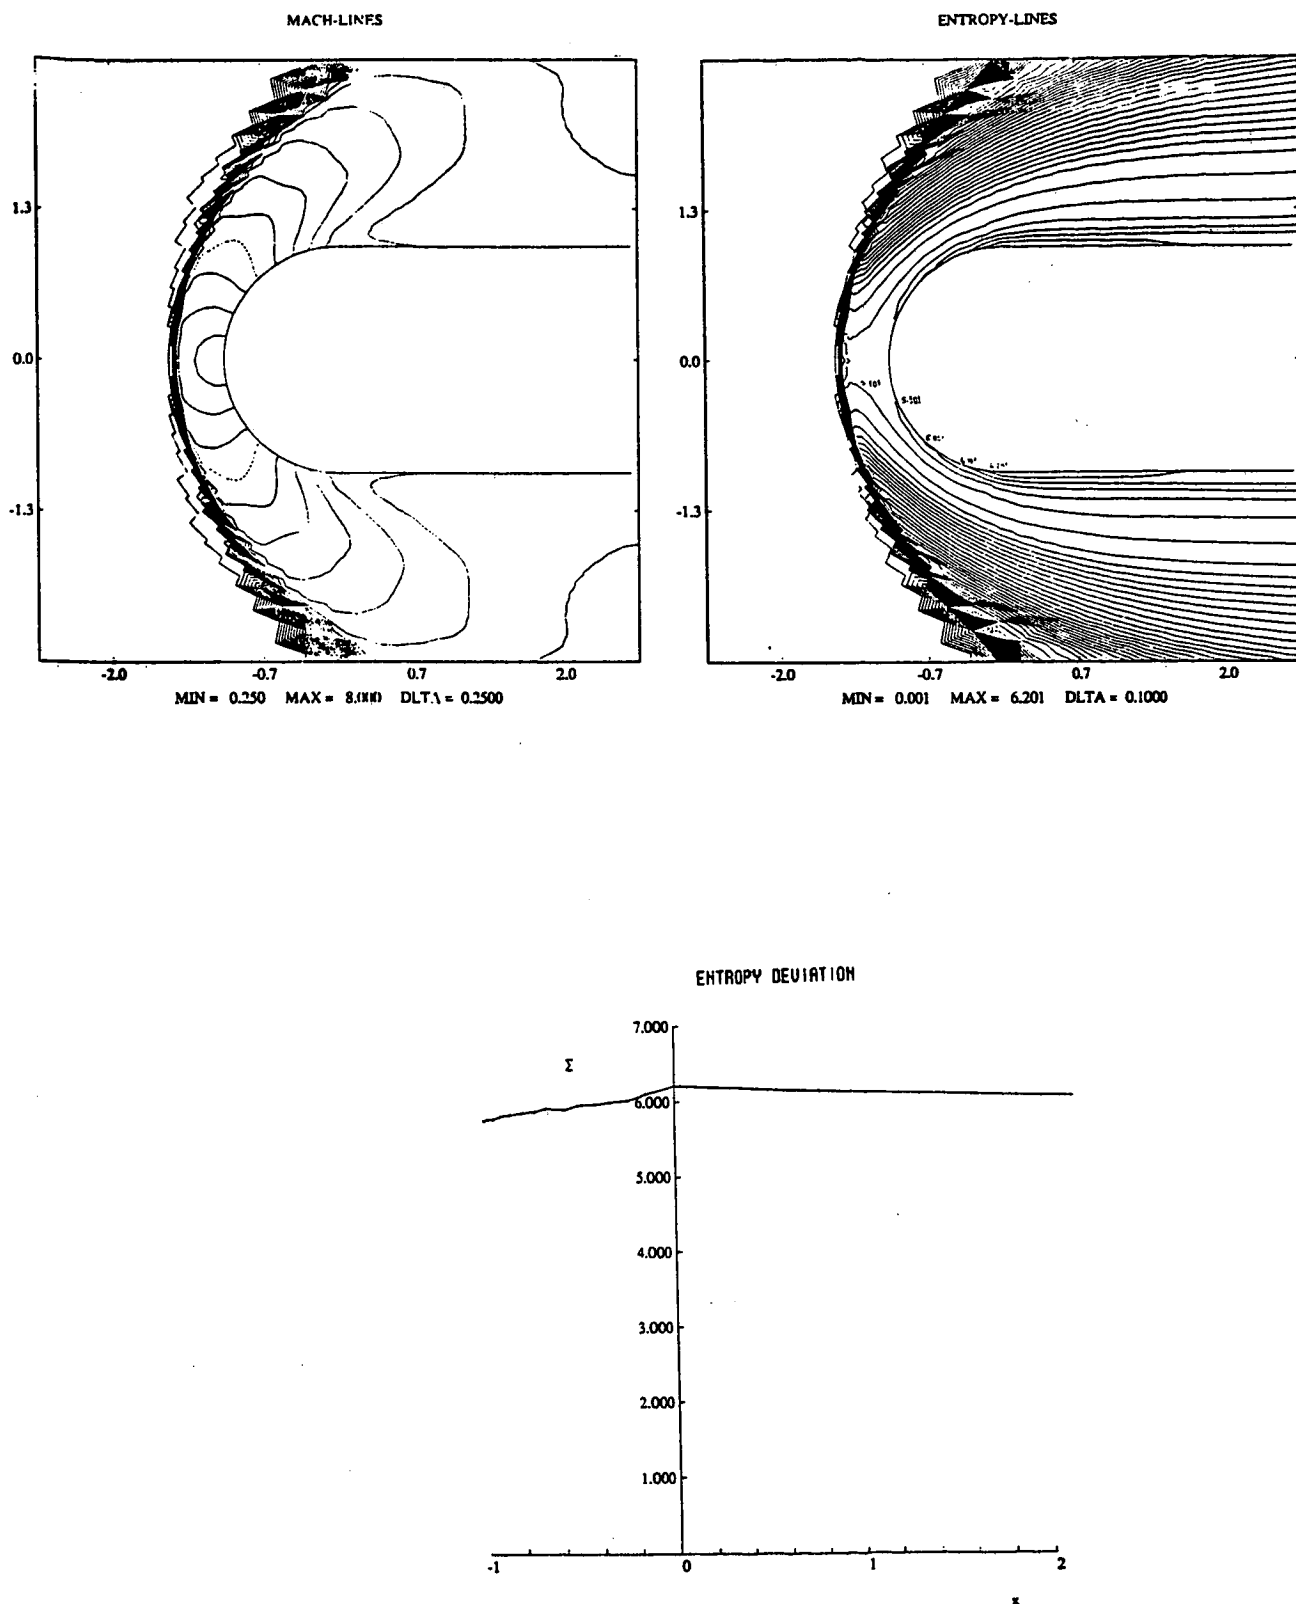 MACH-LINES
ENTROPY-LINES
1.3
0.0
-1.3
-2.0 -0.7 0.7 2.0
MIN = 0.250 MAX = 8.000 DLTA = 0.2500
1.3
0.0
-1.3
-2.0 -0.7 0.7 2.0
MIN = 0.001 MAX = 6.201 DLTA = 0.1000
ENTROPY DEVIATION
Σ
7.000
6.000
5.000
4.000
3.000
2.000
1.000
-1 0 1 2
x